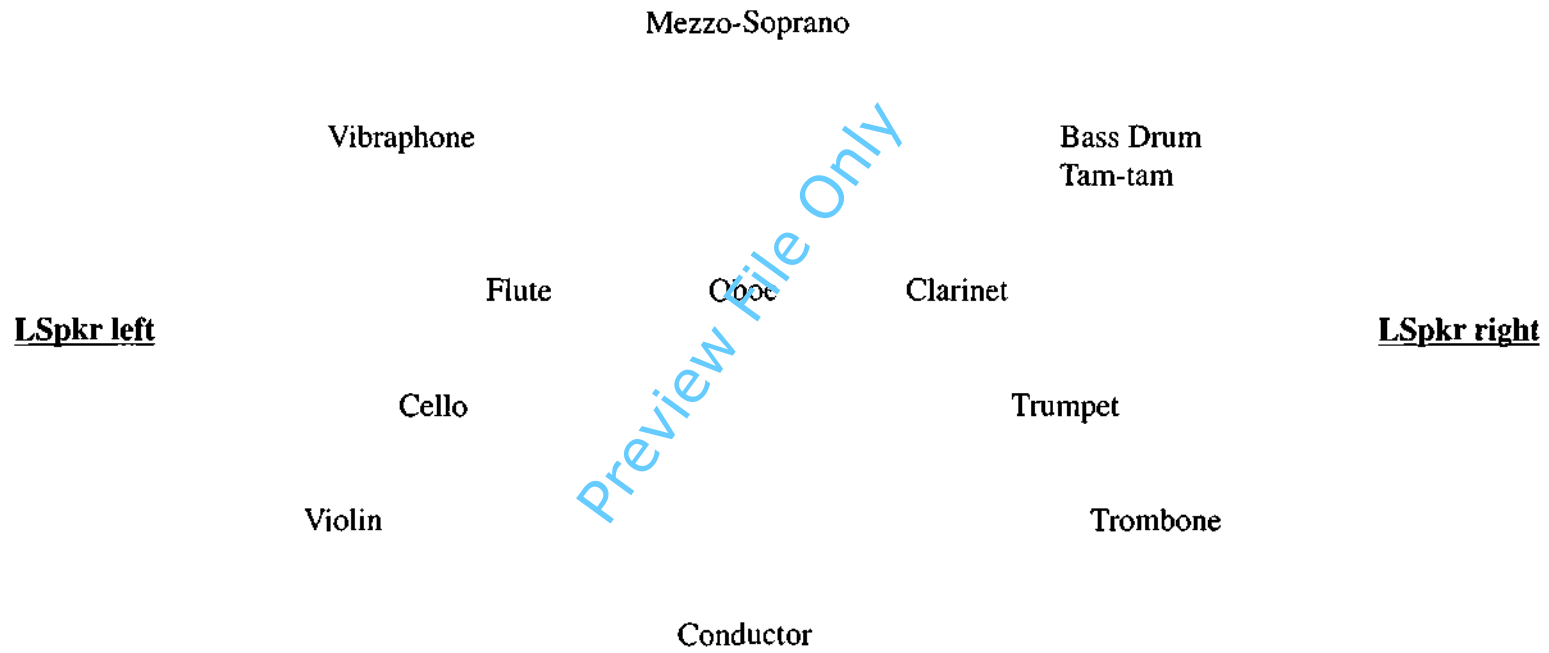 Mezzo-Soprano
Vibraphone
Bass Drum
Tam-tam
Flute
Oboe
Clarinet
LSpkr left
LSpkr right
Cello
Trumpet
Violin
Trombone
Conductor
Preview File Only